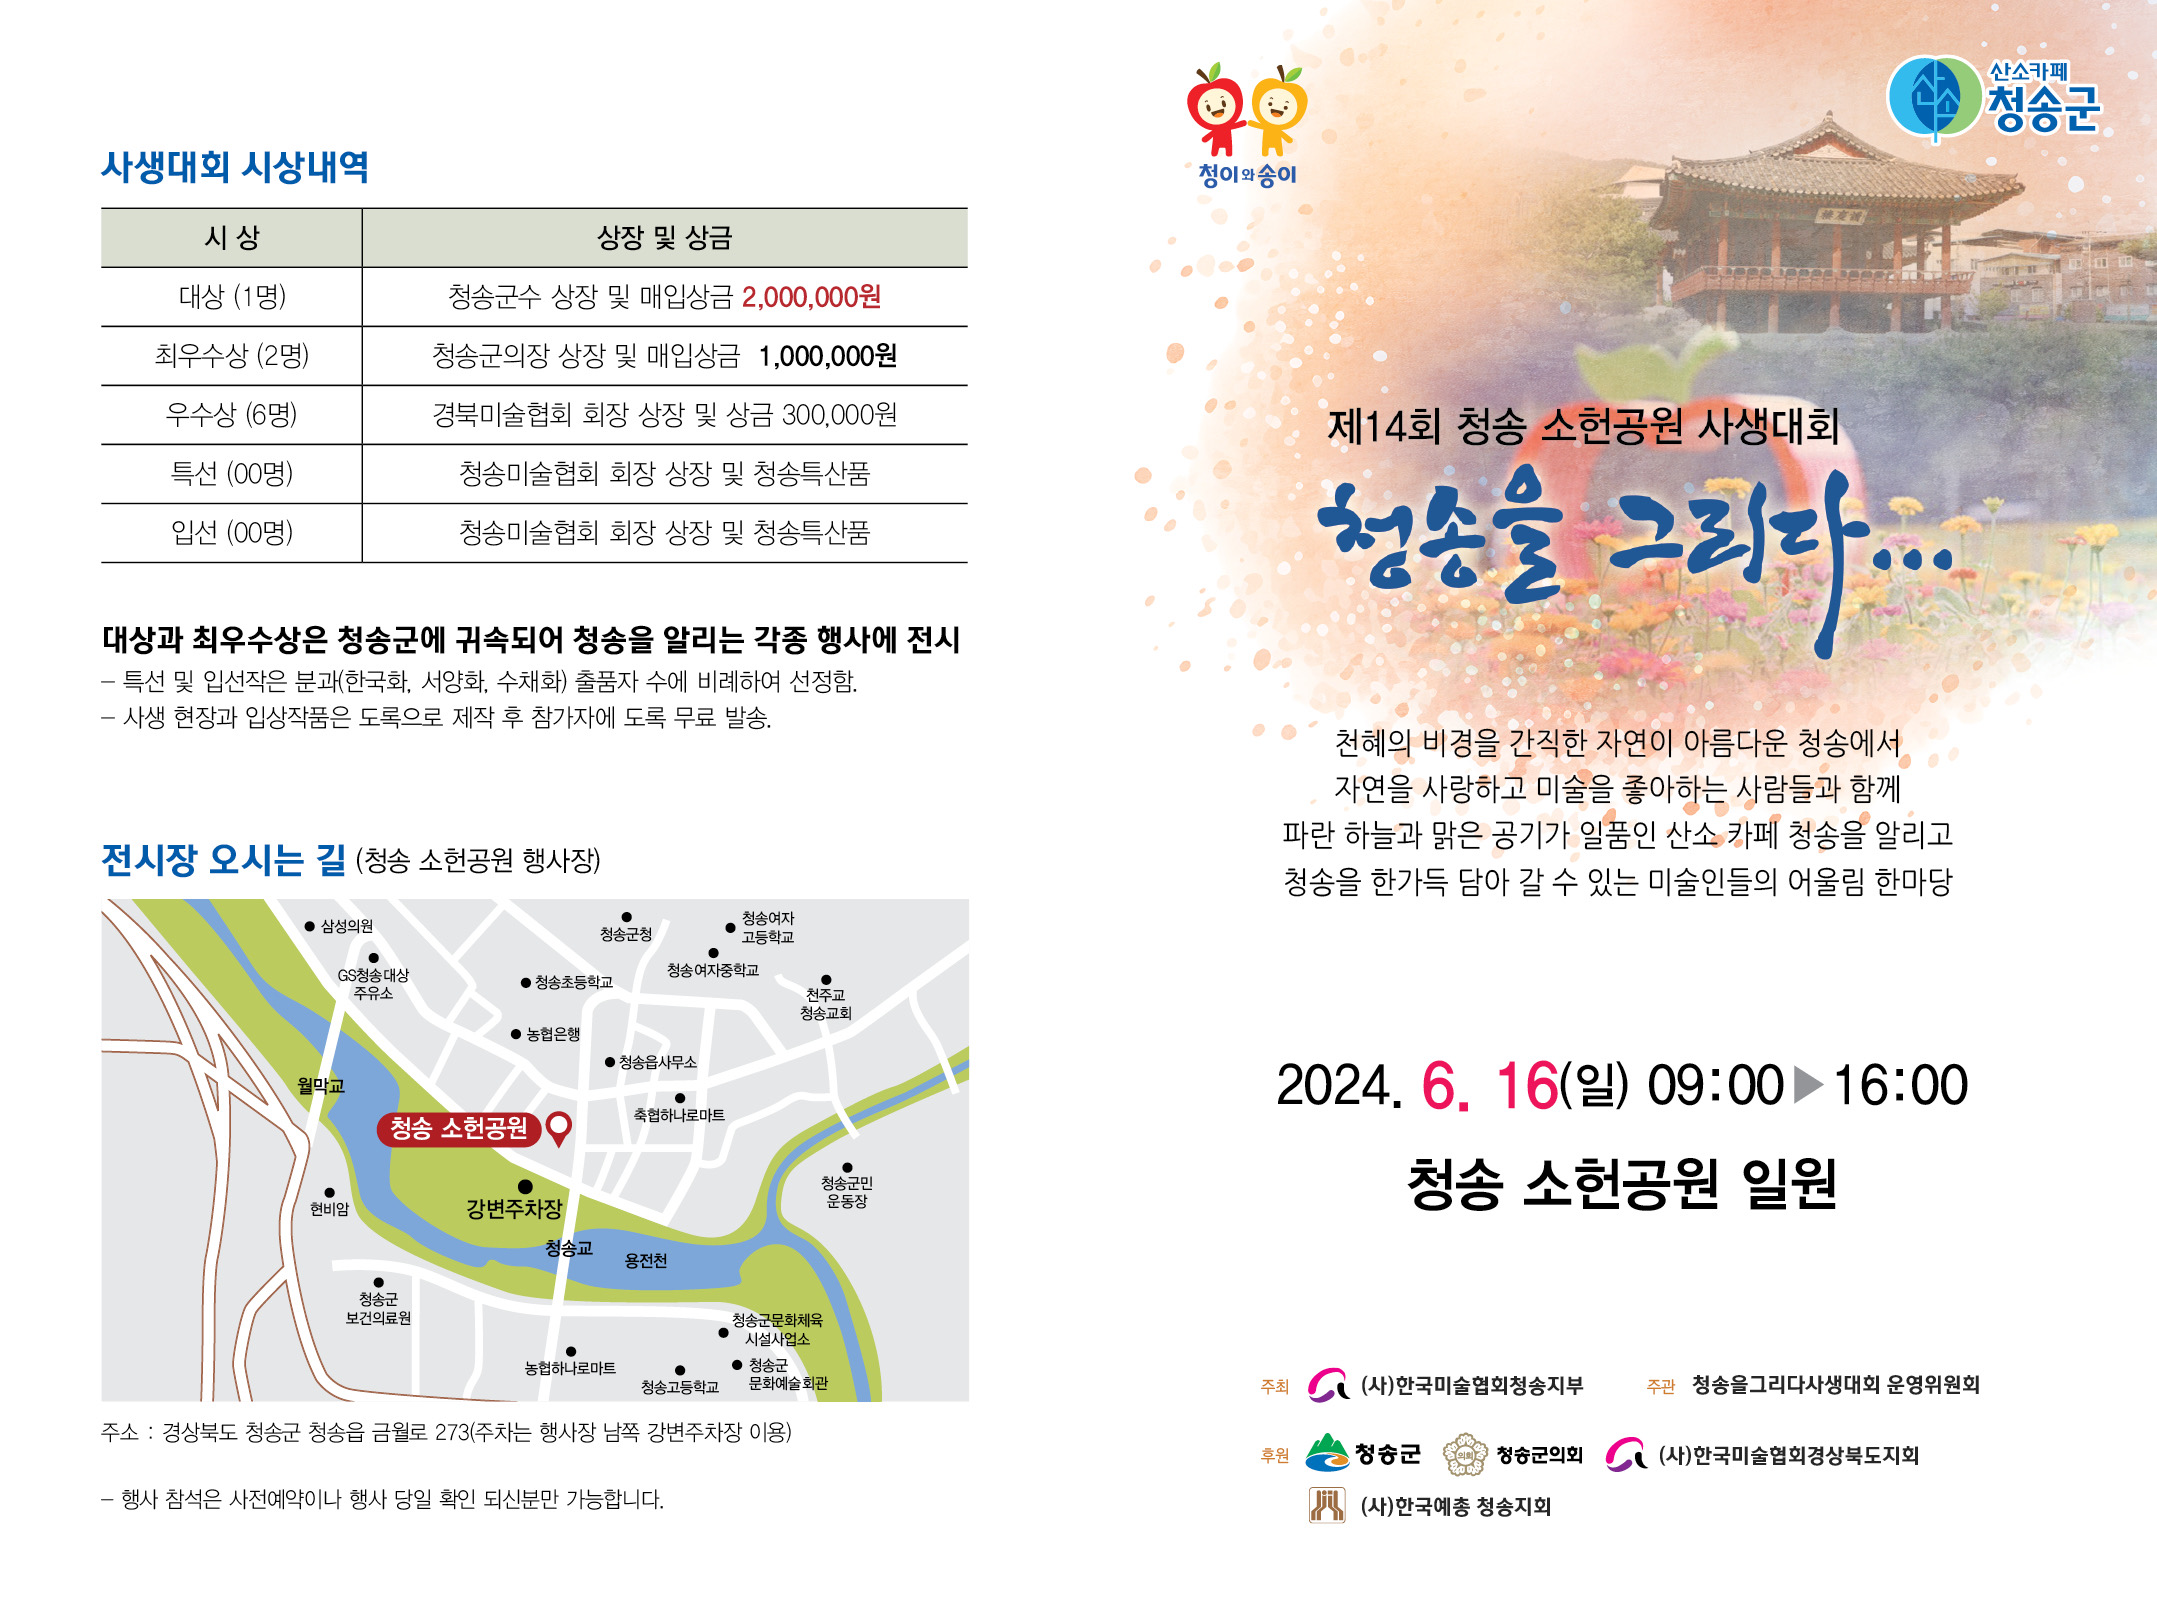 사생대회 시상내역
시 상 상장 및 상금
대상 (1명) 청송군수 상장 및 매입상금 2,000,000원
최우수상 (2명) 청송군의장 상장 및 매입상금 1,000,000원
우수상 (6명) 경북미술협회 회장 상장 및 상금 300,000원
특선 (00명) 청송미술협회 회장 상장 및 청송특산품
입선 (00명) 청송미술협회 회장 상장 및 청송특산품
대상과 최우수상은 청송군에 귀속되어 청송을 알리는 각종 행사에 전시
– 특선 및 입선작은 분과(한국화, 서양화, 수채화) 출품자 수에 비례하여 선정함.
– 사생 현장과 입상작품은 도록으로 제작 후 참가자에 도록 무료 발송.
전시장 오시는 길 (청송 소헌공원 행사장)
삼성의원
GS청송대상
주유소
청송군청
청송여자
고등학교
청송여자중학교
청송초등학교
천주교
청송교회
농협은행
청송읍사무소
월막교
축협하나로마트
청송 소헌공원
현비암
강변주차장
청송군민
운동장
청송교
용전천
청송군
보건의료원
청송군문화체육
시설사업소
농협하나로마트
청송고등학교
청송군
문화예술회관
주소 : 경상북도 청송군 청송읍 금월로 273(주차는 행사장 남쪽 강변주차장 이용)
– 행사 참석은 사전예약이나 행사 당일 확인 되신분만 가능합니다.
청이와송이
산소
산소카페
청송군
제14회 청송 소헌공원 사생대회
청송을 그리다...
천혜의 비경을 간직한 자연이 아름다운 청송에서
자연을 사랑하고 미술을 좋아하는 사람들과 함께
파란 하늘과 맑은 공기가 일품인 산소 카페 청송을 알리고
청송을 한가득 담아 갈 수 있는 미술인들의 어울림 한마당
2024. 6. 16(일) 09:00▶16:00
청송 소헌공원 일원
주최 (사)한국미술협회청송지부 주관 청송을그리다사생대회 운영위원회
후원 청송군 의회 청송군의회 (사)한국미술협회경상북도지회
(사)한국예총 청송지회